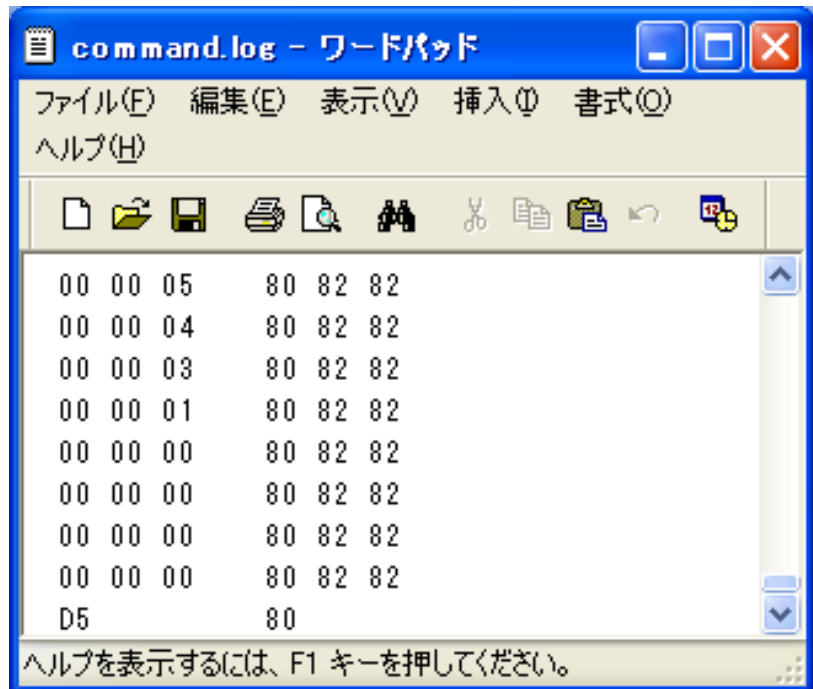 command.log - ワードパッド
ファイル(F) 編集(E) 表示(V) 挿入(I) 書式(O)
ヘルプ(H)
00 00 05 80 82 82
00 00 04 80 82 82
00 00 03 80 82 82
00 00 01 80 82 82
00 00 00 80 82 82
00 00 00 80 82 82
00 00 00 80 82 82
00 00 00 80 82 82
D5 80
ヘルプを表示するには、F1 キーを押してください。